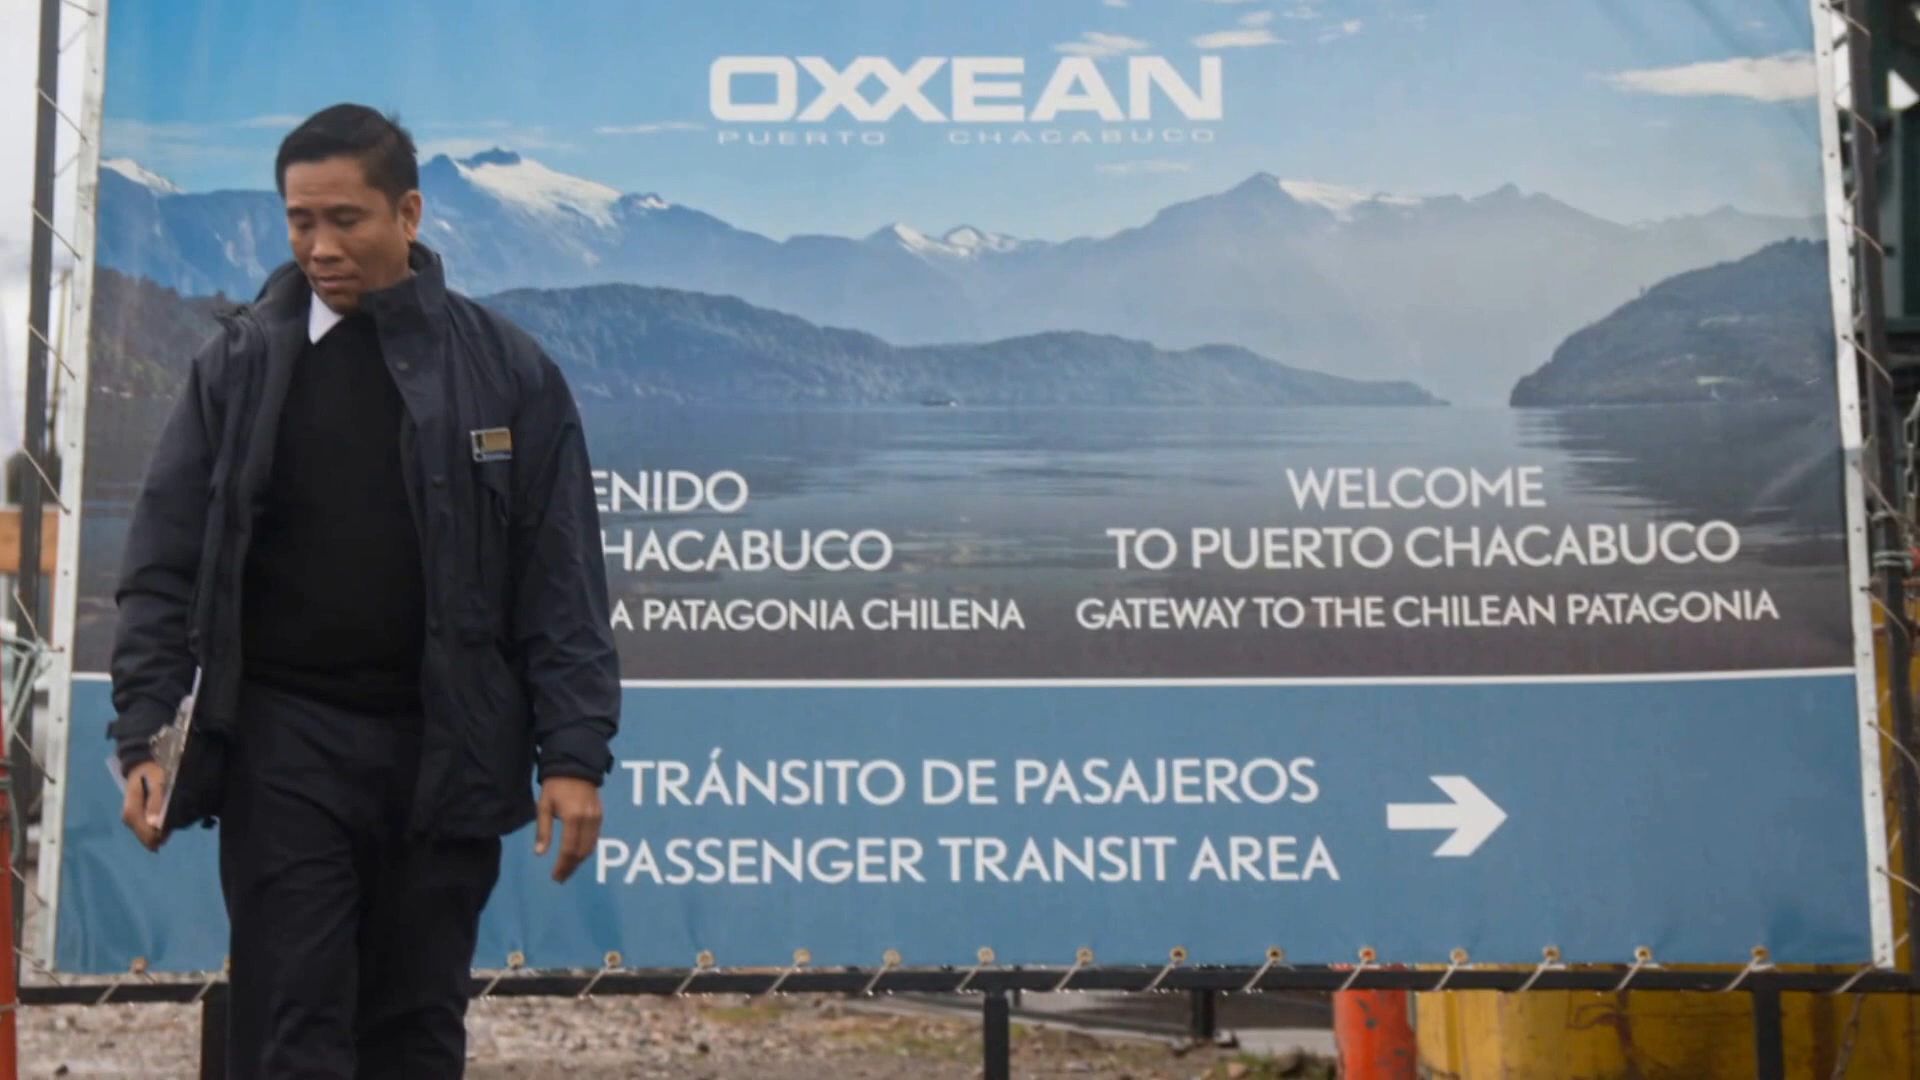 OXXEAN
PUERTO CHACABUCO
ENIDO
HACABUCO
A PATAGONIA CHILENA
WELCOME
TO PUERTO CHACABUCO
GATEWAY TO THE CHILEAN PATAGONIA
TRÁNSITO DE PASAJEROS
PASSENGER TRANSIT AREA